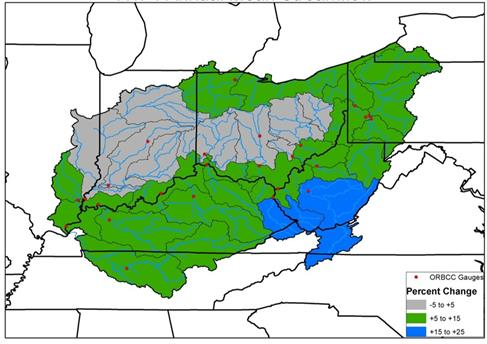 ORBCC Gauges
Percent Change
-5 to +5
+5 to +15
+15 to +25